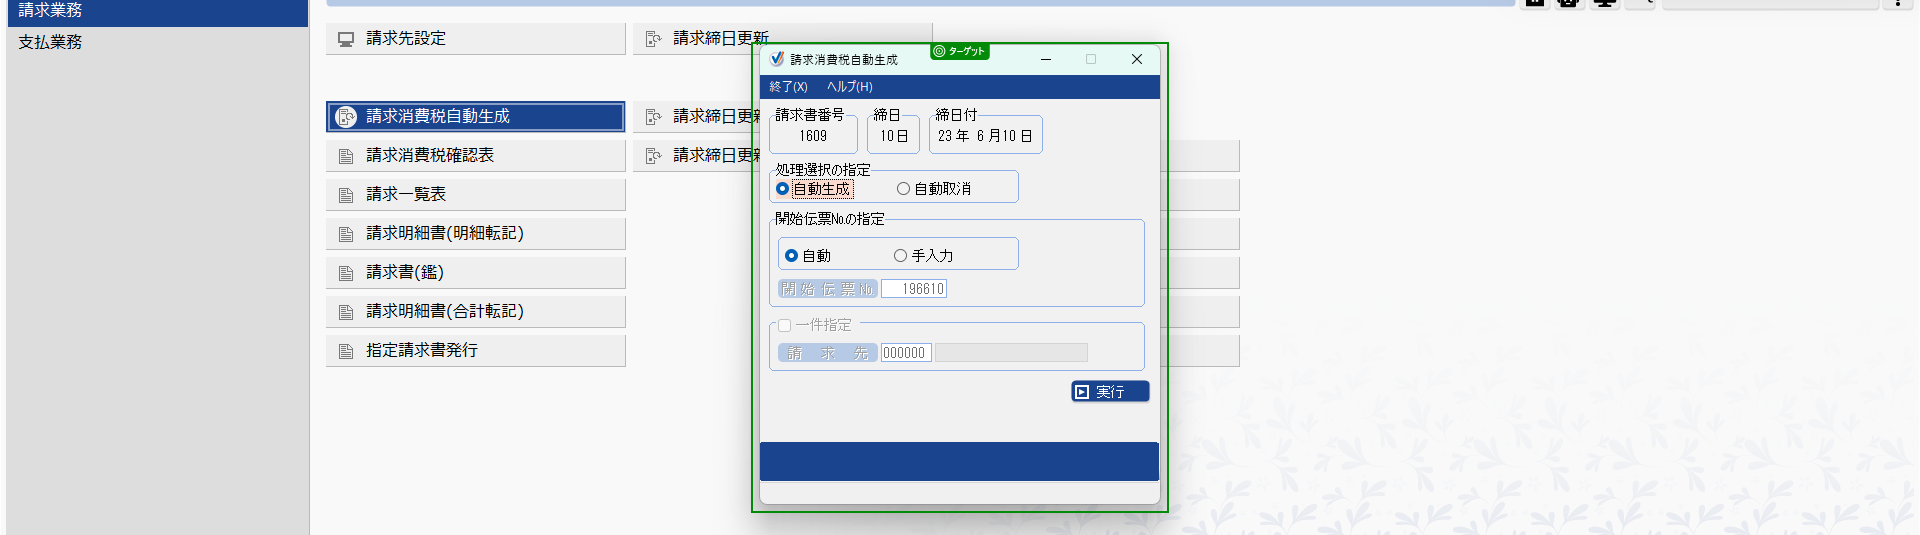 請求業務
支払業務
請求先設定
請求締日更新
請求消費税自動生成
請求締日更新
請求消費税確認表
請求締日更新
請求一覧表
請求明細書(明細転記)
請求書(鑑)
請求明細書(合計転記)
指定請求書発行
ターゲット
請求消費税自動生成
終了(X) ヘルプ(H)
請求書番号 締日 締日付
1609 10日 23年 6月10日
処理選択の指定
自動生成 自動取消
開始伝票No.の指定
自動 手入力
開始伝票No. 196610
一件指定
請求先 000000
実行